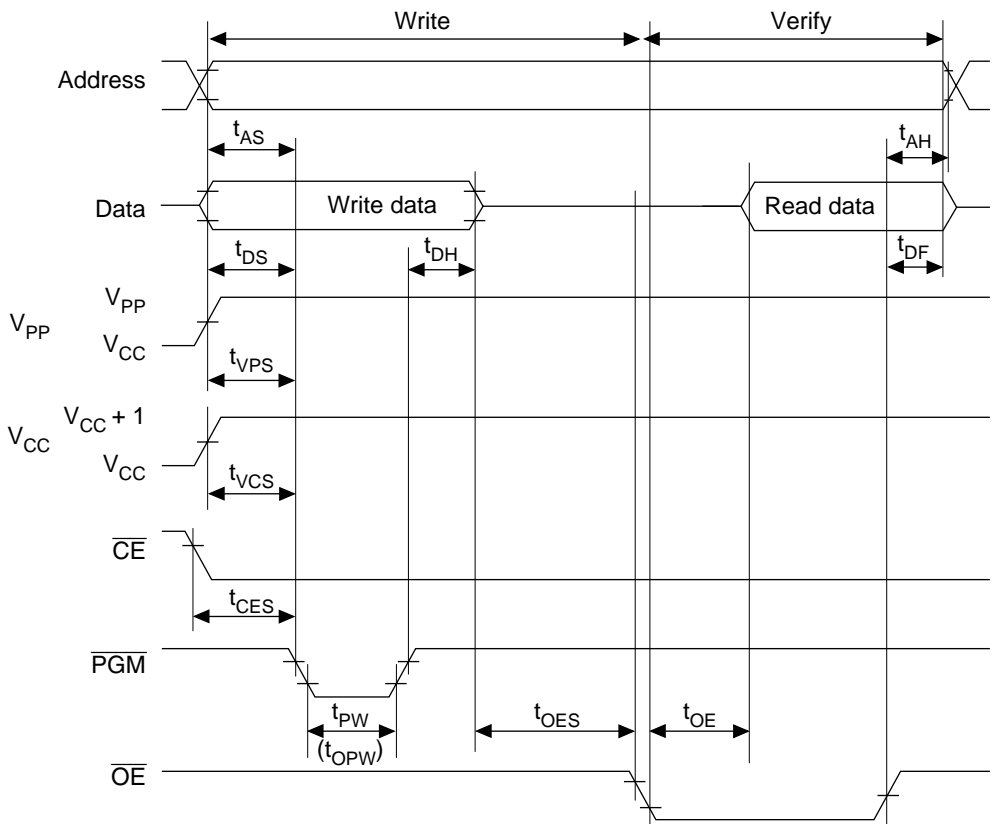 Write Verify
Address
tAS tAH
Data Write data Read data
tDS tDH tDF
VPP
VPP
VCC
tVPS
VCC + 1
VCC
VCC
tVCS
CE
tCES
PGM
tPW tOES tOE
(tOPW)
OE